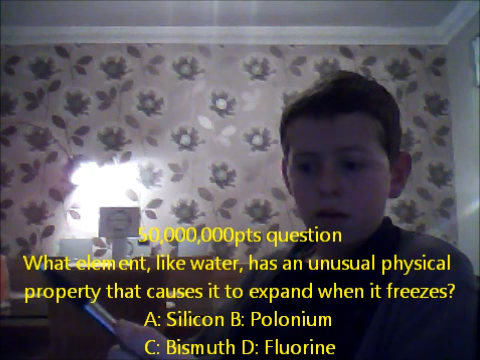 50,000,000pts question
What element, like water, has an unusual physical
property that causes it to expand when it freezes?
A: Silicon B: Polonium
C: Bismuth D: Fluorine